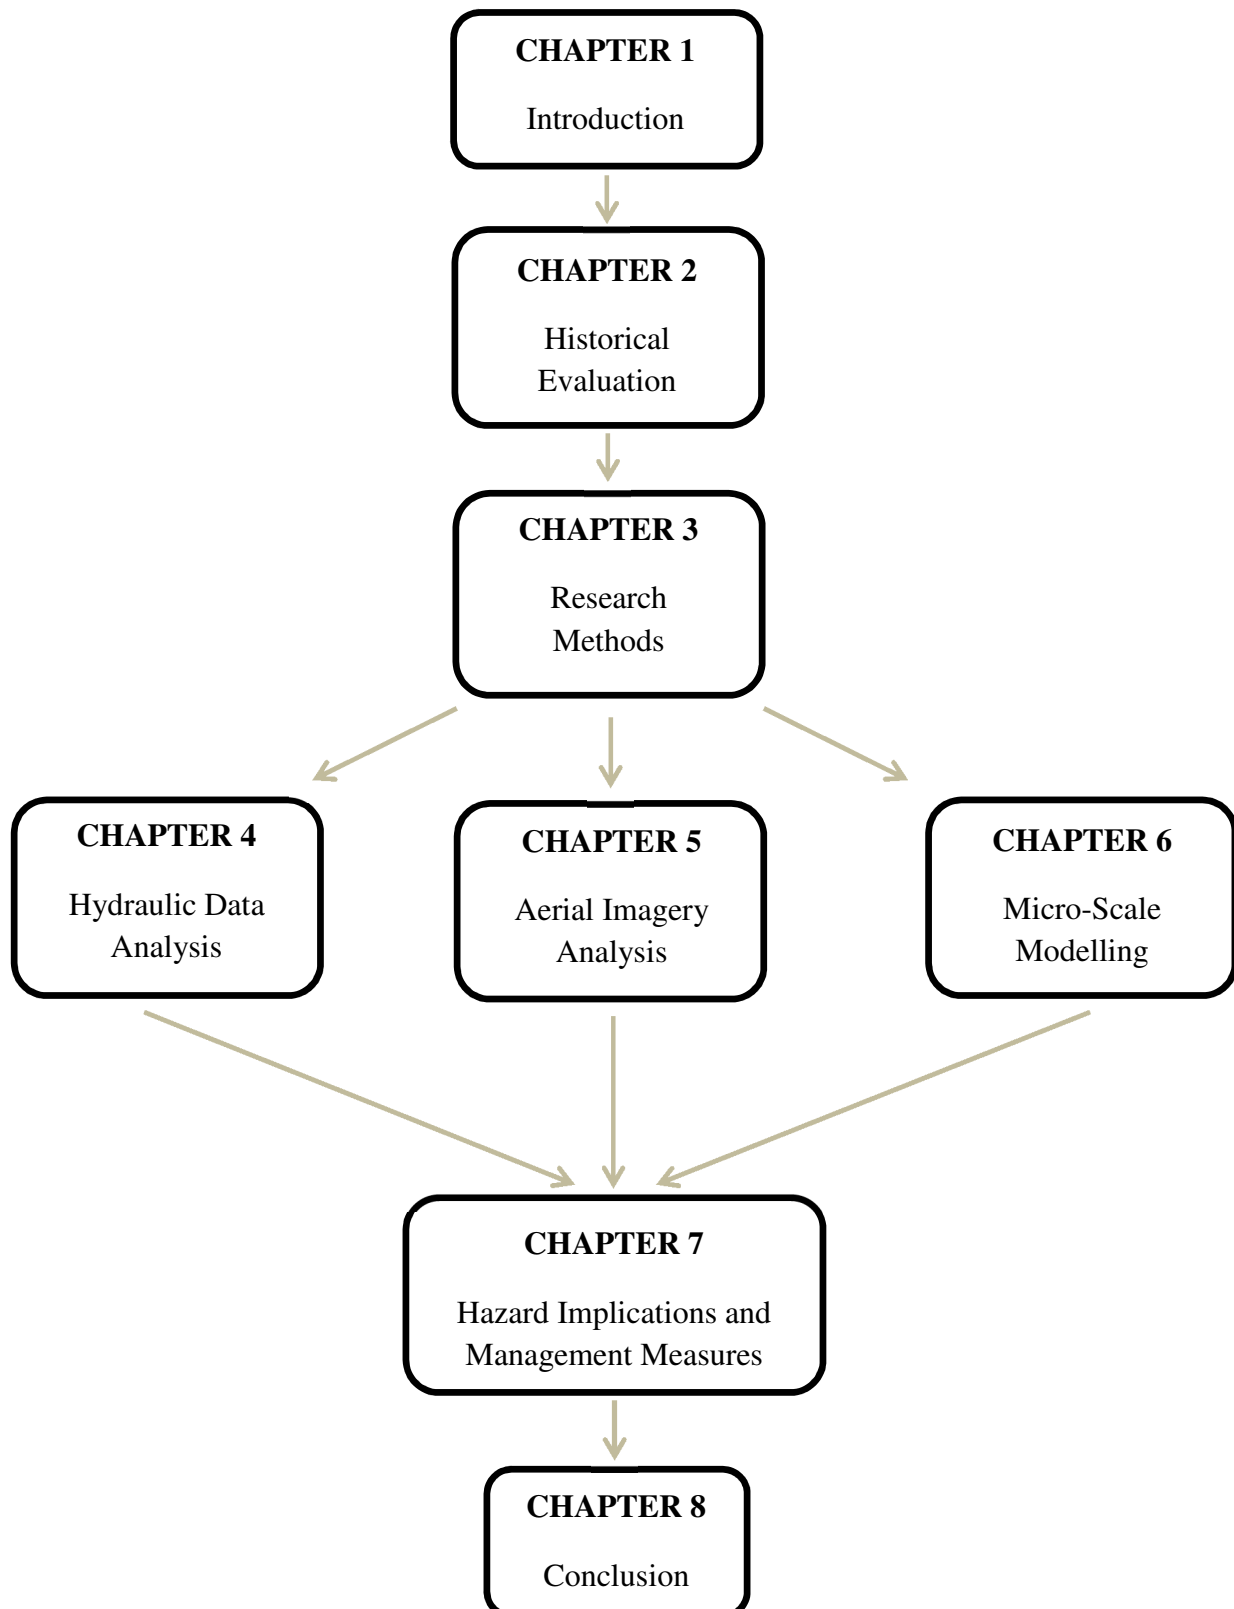 CHAPTER 1
Introduction
CHAPTER 2
Historical
Evaluation
CHAPTER 3
Research
Methods
CHAPTER 4
Hydraulic Data
Analysis
CHAPTER 5
Aerial Imagery
Analysis
CHAPTER 6
Micro-Scale
Modelling
CHAPTER 7
Hazard Implications and
Management Measures
CHAPTER 8
Conclusion